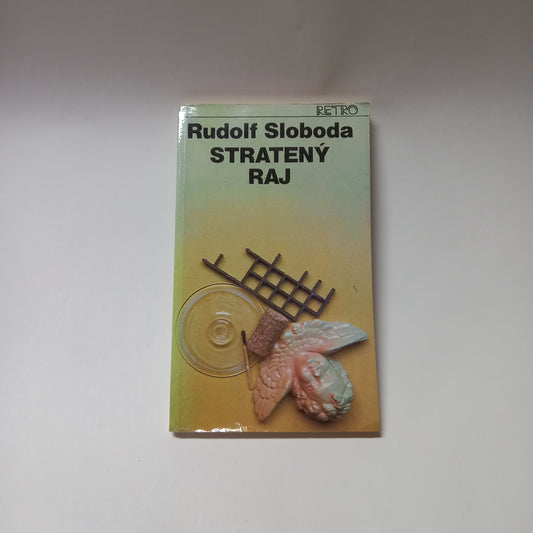 RETRO
Rudolf Sloboda
STRATENÝ
RAJ